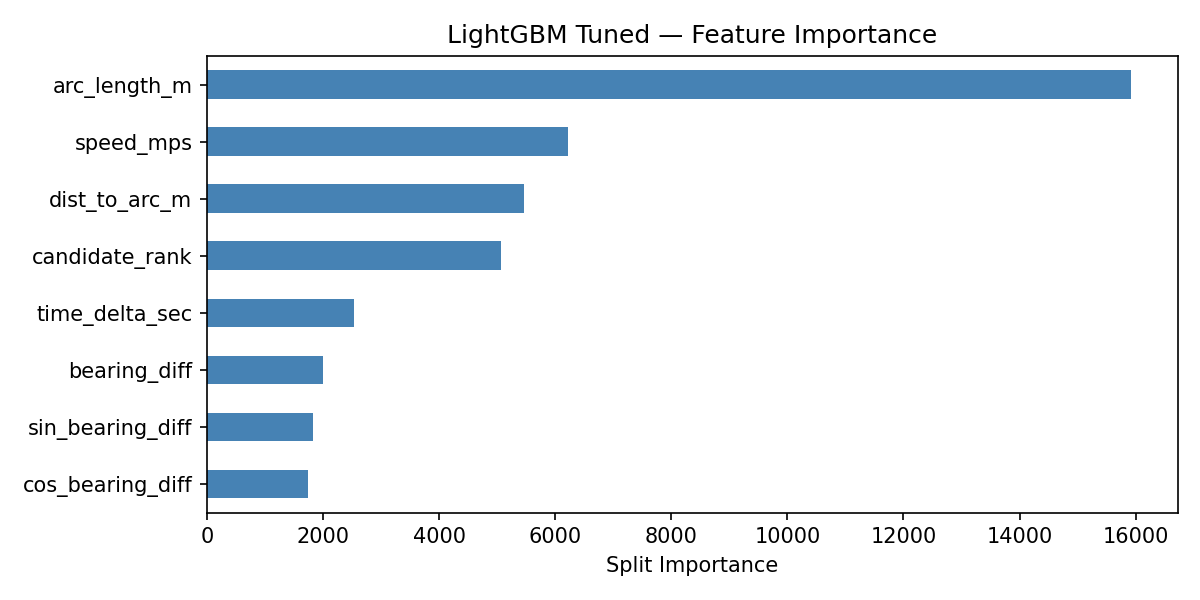 LightGBM Tuned — Feature Importance
arc_length_m
speed_mps
dist_to_arc_m
candidate_rank
time_delta_sec
bearing_diff
sin_bearing_diff
cos_bearing_diff
0 2000 4000 6000 8000 10000 12000 14000 16000
Split Importance